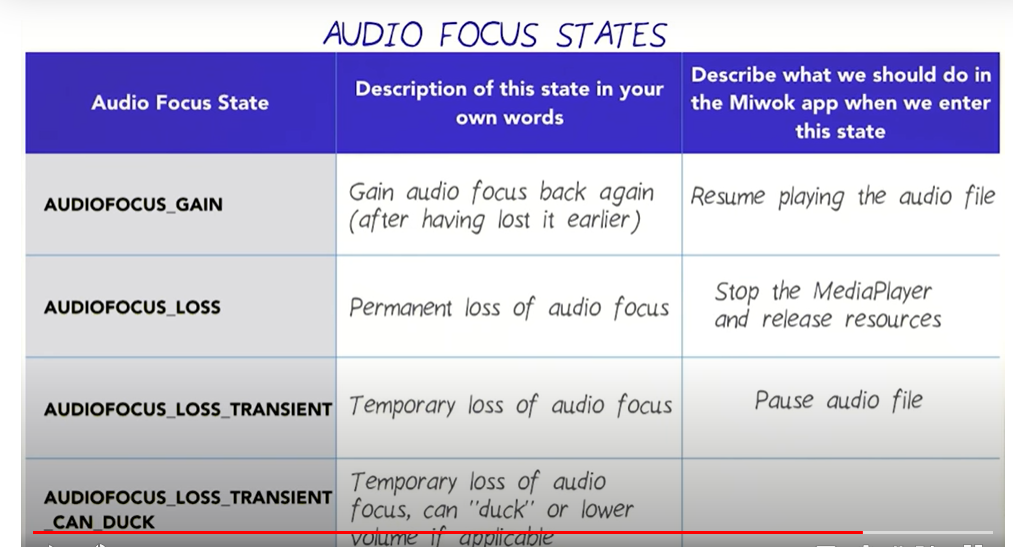 AUDIO FOCUS STATES
Audio Focus State
Description of this state in your
own words
Describe what we should do in
the Miwok app when we enter
this state
AUDIOFOCUS_GAIN
Gain audio focus back again
(after having lost it earlier)
Resume playing the audio file
AUDIOFOCUS_LOSS
Permanent loss of audio focus
Stop the MediaPlayer
and release resources
AUDIOFOCUS_LOSS_TRANSIENT
Temporary loss of audio focus
Pause audio file
AUDIOFOCUS_LOSS_TRANSIENT
_CAN_DUCK
Temporary loss of audio
focus, can "duck" or lower
volume if applicable